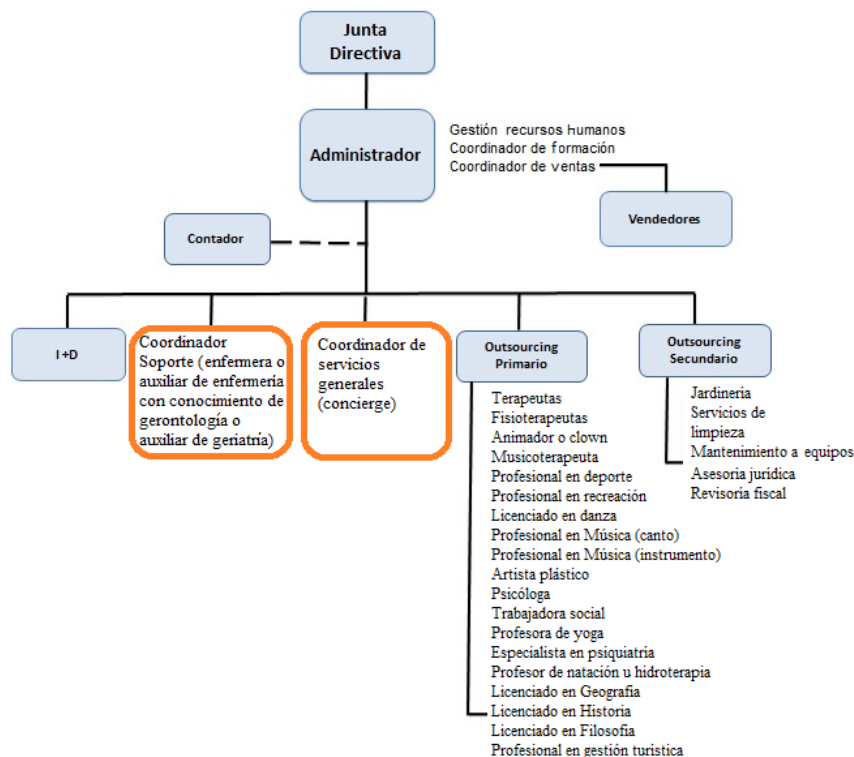 Junta
Directiva
Administrador
Gestión recursos humanos
Coordinador de formación
Coordinador de ventas
Vendedores
Contador
I+D
Coordinador
Soporte (enfermera o
auxiliar de enfermería
con conocimiento de
gerontología o
auxiliar de geriatría)
Coordinador de
servicios
generales
(concierge)
Outsourcing
Primario
Terapeutas
Fisioterapeutas
Animador o clown
Musicoterapeuta
Profesional en deporte
Profesional en recreación
Licenciado en danza
Profesional en Música (canto)
Profesional en Música (instrumento)
Artista plástico
Psicóloga
Trabajadora social
Profesora de yoga
Especialista en psiquiatría
Profesor de natación u hidroterapia
Licenciado en Geografía
Licenciado en Historia
Licenciado en Filosofía
Profesional en gestión turística
Outsourcing
Secundario
Jardinería
Servicios de
limpieza
Mantenimiento a equipos
Asesoría jurídica
Revisoría fiscal